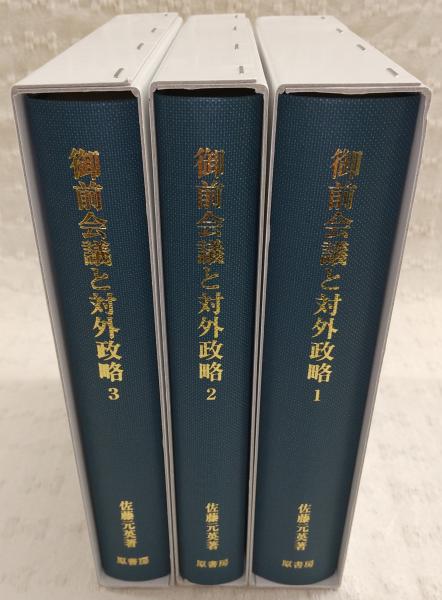 御前会議と対外政略 3
佐藤元英著
原書房
御前会議と対外政略 2
佐藤元英著
原書房
御前会議と対外政略 1
佐藤元英著
原書房